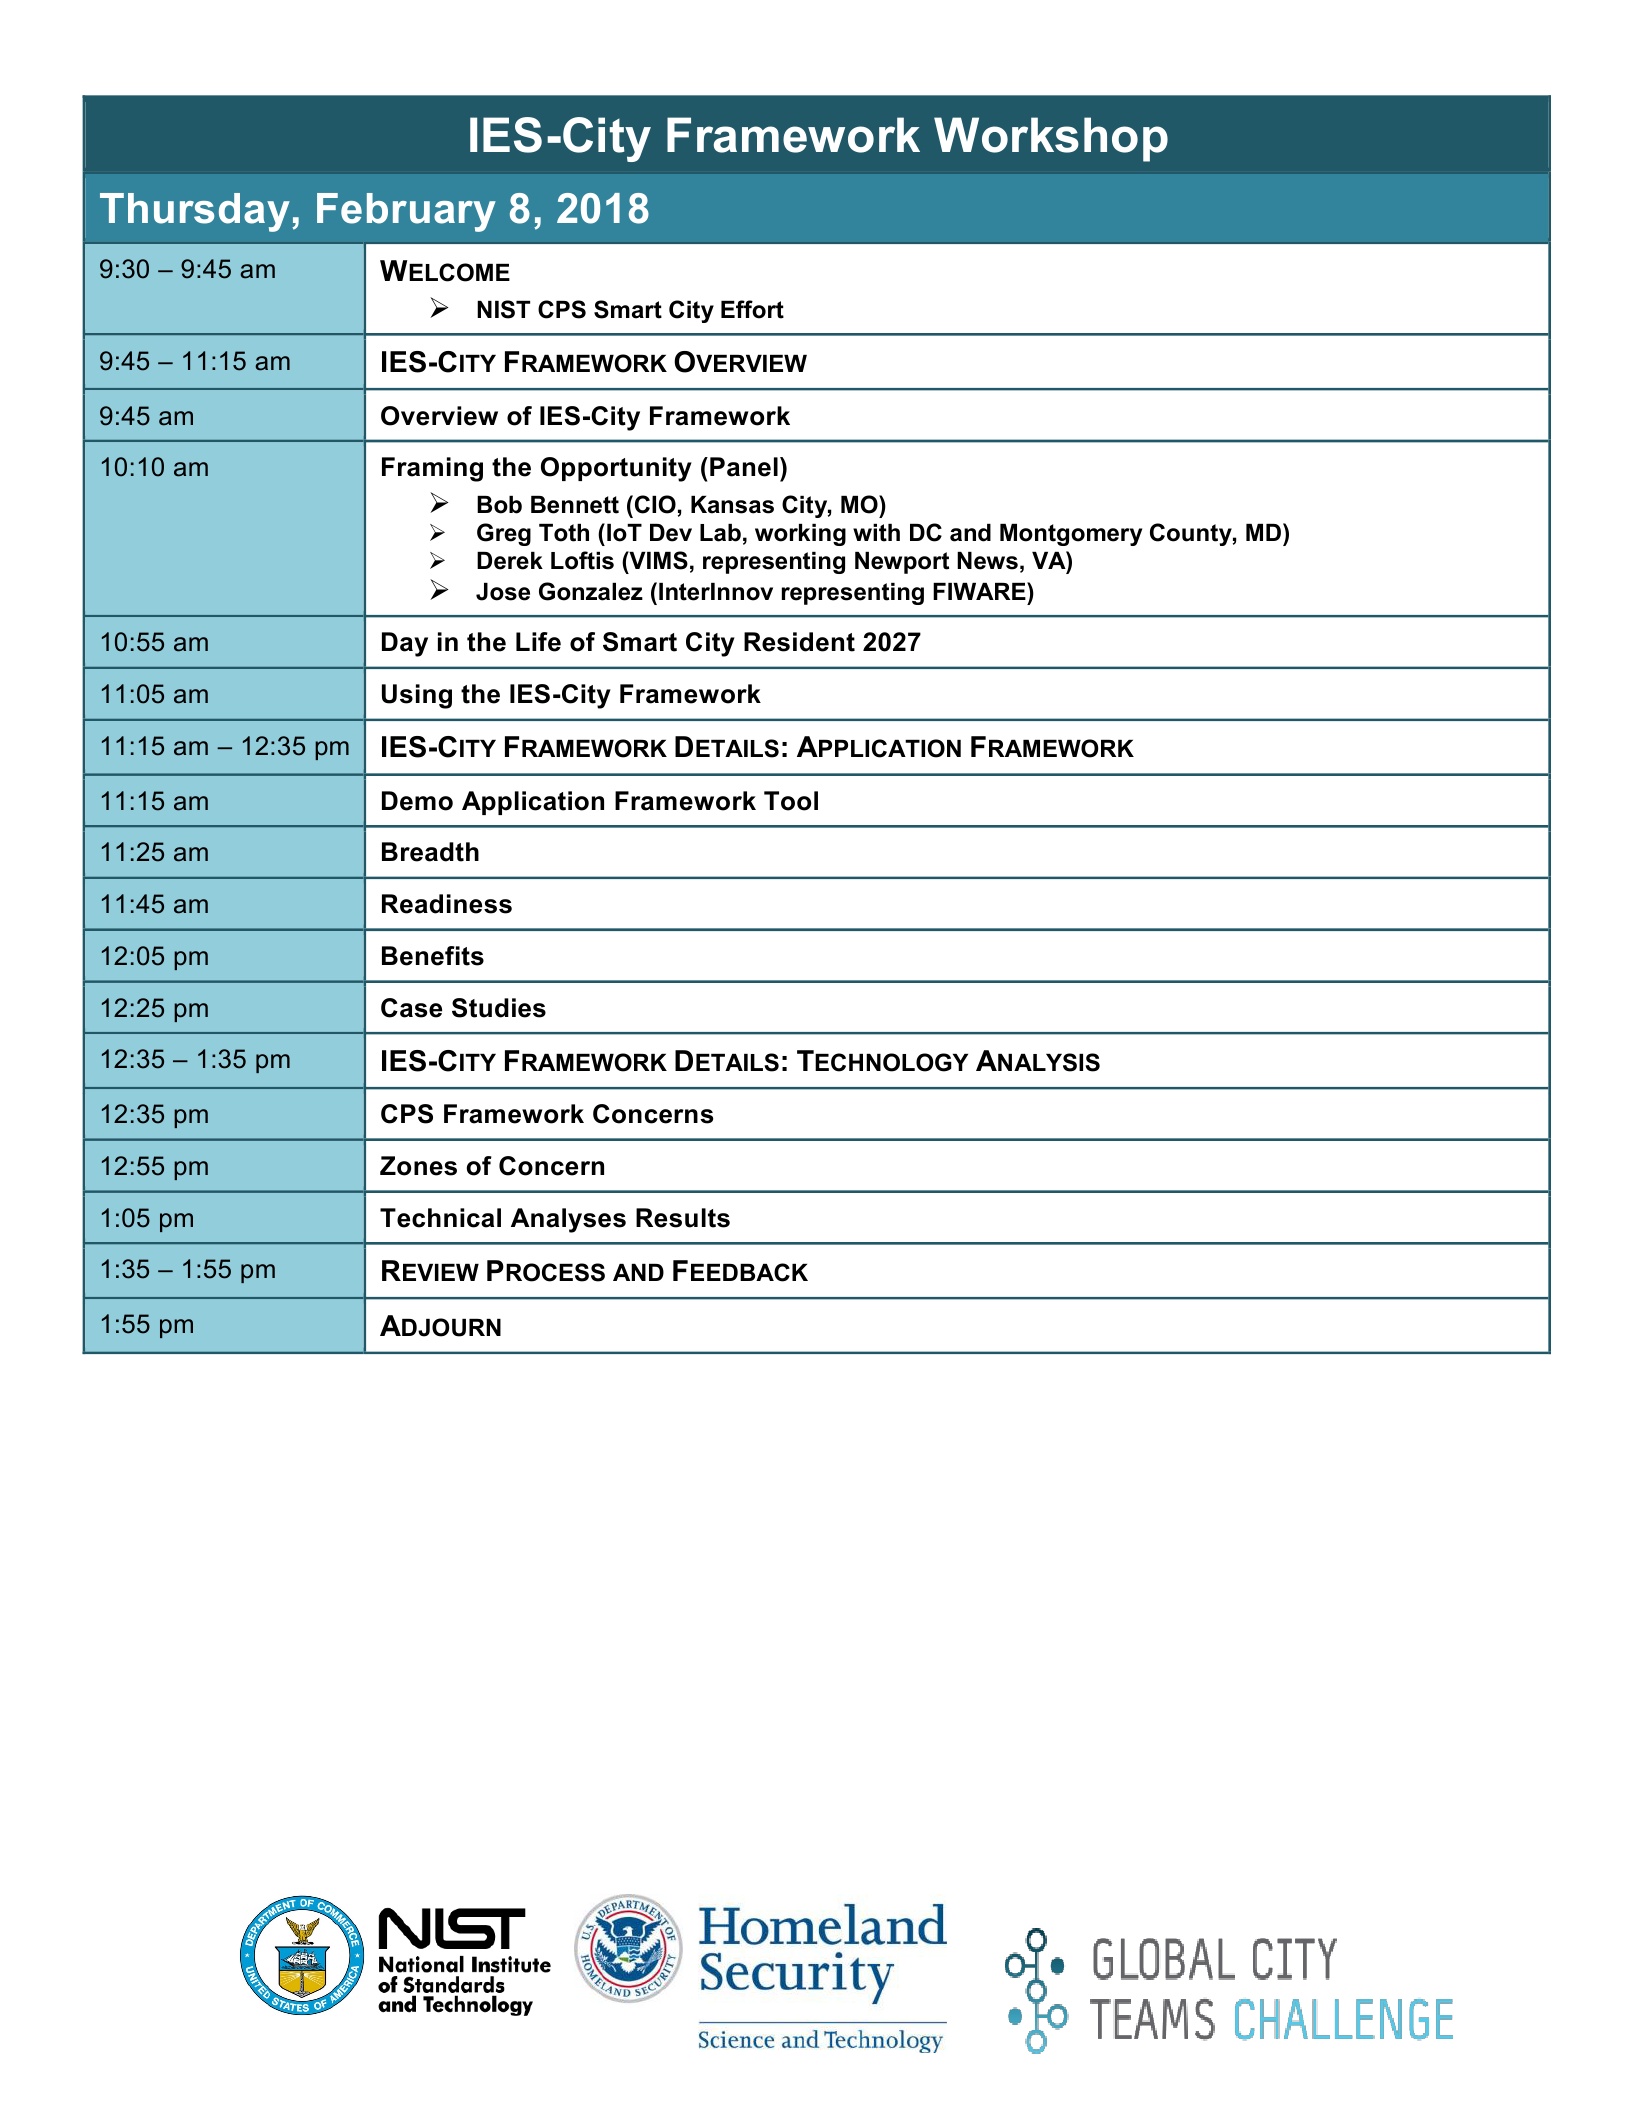 IES-City Framework Workshop
Thursday, February 8, 2018
9:30 – 9:45 am
WELCOME
➢ NIST CPS Smart City Effort
9:45 – 11:15 am
IES-CITY FRAMEWORK OVERVIEW
9:45 am
Overview of IES-City Framework
10:10 am
Framing the Opportunity (Panel)
➢ Bob Bennett (CIO, Kansas City, MO)
➢ Greg Toth (IoT Dev Lab, working with DC and Montgomery County, MD)
➢ Derek Loftis (VIMS, representing Newport News, VA)
➢ Jose Gonzalez (InterInnov representing FIWARE)
10:55 am
Day in the Life of Smart City Resident 2027
11:05 am
Using the IES-City Framework
11:15 am – 12:35 pm
IES-CITY FRAMEWORK DETAILS: APPLICATION FRAMEWORK
11:15 am
Demo Application Framework Tool
11:25 am
Breadth
11:45 am
Readiness
12:05 pm
Benefits
12:25 pm
Case Studies
12:35 – 1:35 pm
IES-CITY FRAMEWORK DETAILS: TECHNOLOGY ANALYSIS
12:35 pm
CPS Framework Concerns
12:55 pm
Zones of Concern
1:05 pm
Technical Analyses Results
1:35 – 1:55 pm
REVIEW PROCESS AND FEEDBACK
1:55 pm
ADJOURN
DEPARTMENT OF COMMERCE
UNITED STATES OF AMERICA
NIST
National Institute
of Standards
and Technology
U.S. DEPARTMENT OF
HOMELAND SECURITY
Homeland
Security
Science and Technology
GLOBAL CITY
TEAMS CHALLENGE